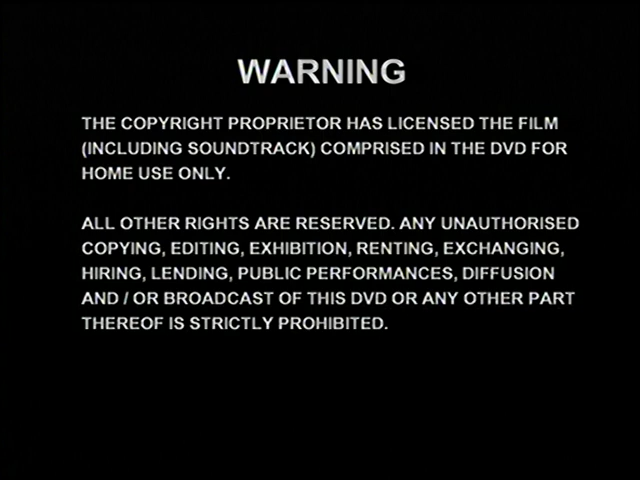 WARNING
THE COPYRIGHT PROPRIETOR HAS LICENSED THE FILM
(INCLUDING SOUNDTRACK) COMPRISED IN THE DVD FOR
HOME USE ONLY.
ALL OTHER RIGHTS ARE RESERVED. ANY UNAUTHORISED
COPYING, EDITING, EXHIBITION, RENTING, EXCHANGING,
HIRING, LENDING, PUBLIC PERFORMANCES, DIFFUSION
AND / OR BROADCAST OF THIS DVD OR ANY OTHER PART
THEREOF IS STRICTLY PROHIBITED.